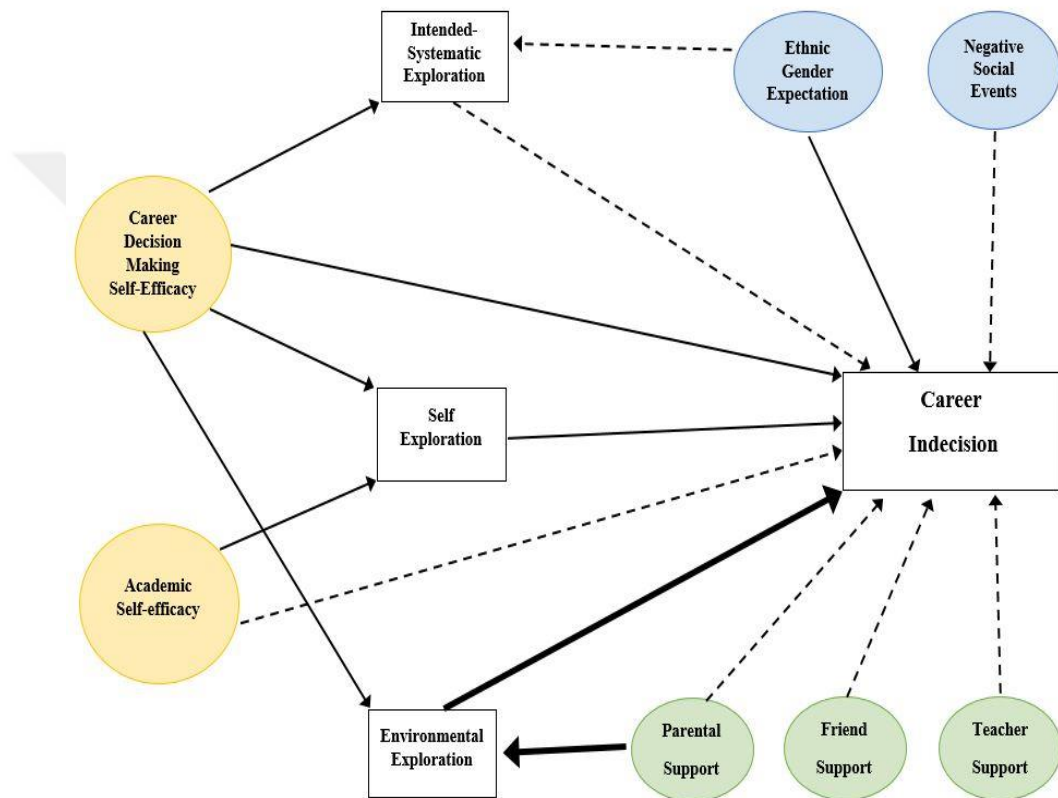 Intended-
Systematic
Exploration
Ethnic
Gender
Expectation
Negative
Social
Events
Career
Decision
Making
Self-Efficacy
Self
Exploration
Career
Indecision
Academic
Self-efficacy
Environmental
Exploration
Parental
Support
Friend
Support
Teacher
Support